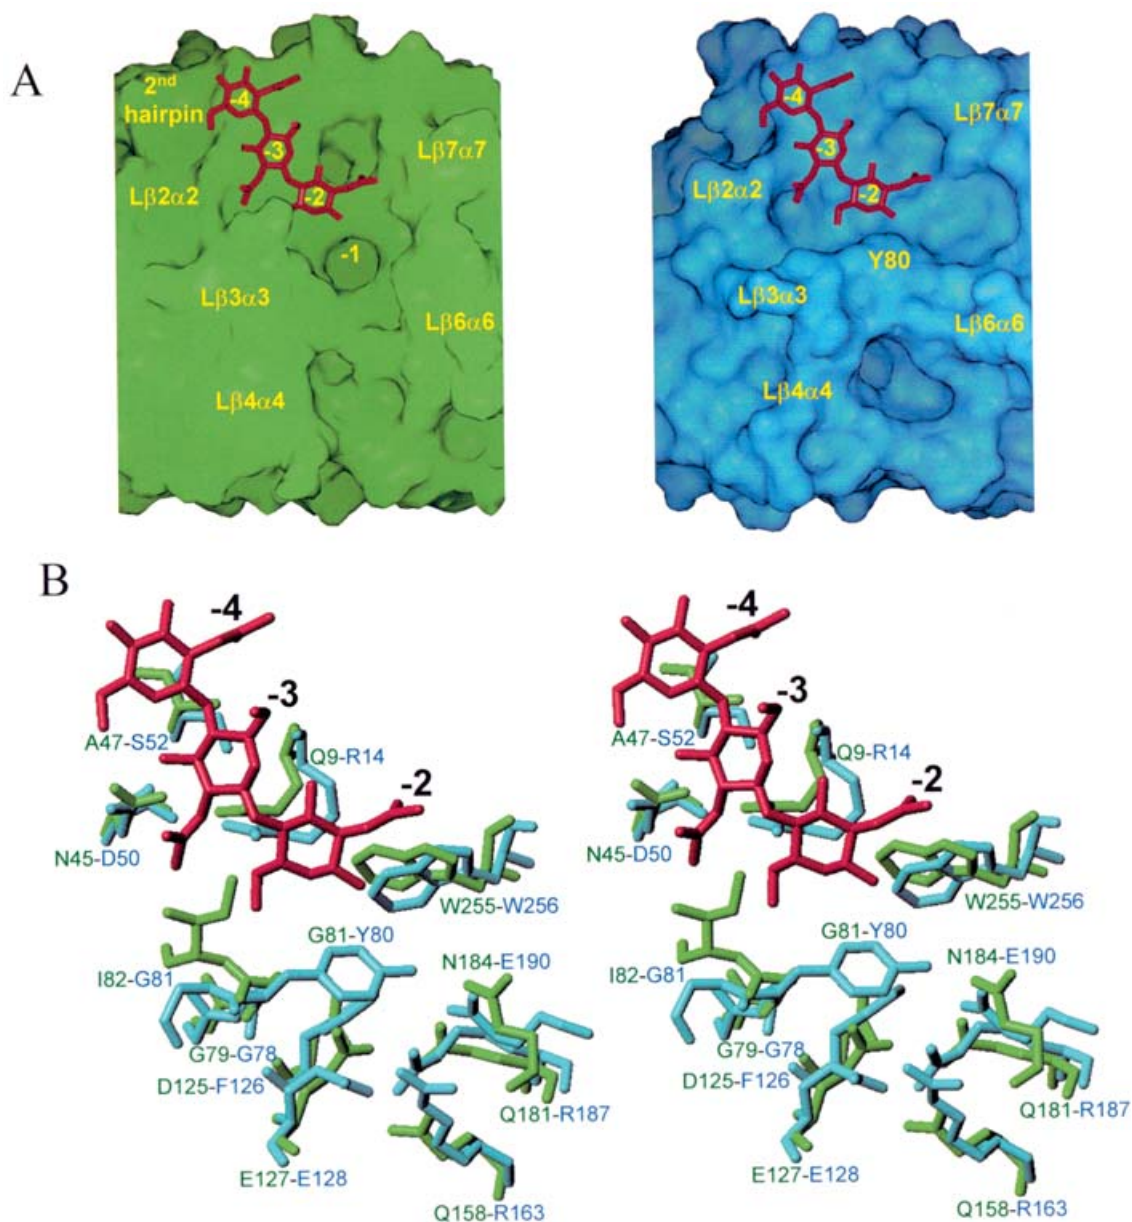 A
2nd
hairpin
-4
-3
-2
-1
Lβ7α7
Lβ2α2
Lβ3α3
Lβ6α6
Lβ4α4
-4
-3
-2
Lβ7α7
Lβ2α2
Y80
Lβ3α3
Lβ6α6
Lβ4α4
B
-4
-3
A47-S52
Q9-R14
-2
N45-D50
W255-W256
G81-Y80
N184-E190
I82-G81
G79-G78
D125-F126
Q181-R187
E127-E128
Q158-R163
-4
-3
A47-S52
Q9-R14
-2
N45-D50
W255-W256
G81-Y80
N184-E190
I82-G81
G79-G78
D125-F126
Q181-R187
E127-E128
Q158-R163